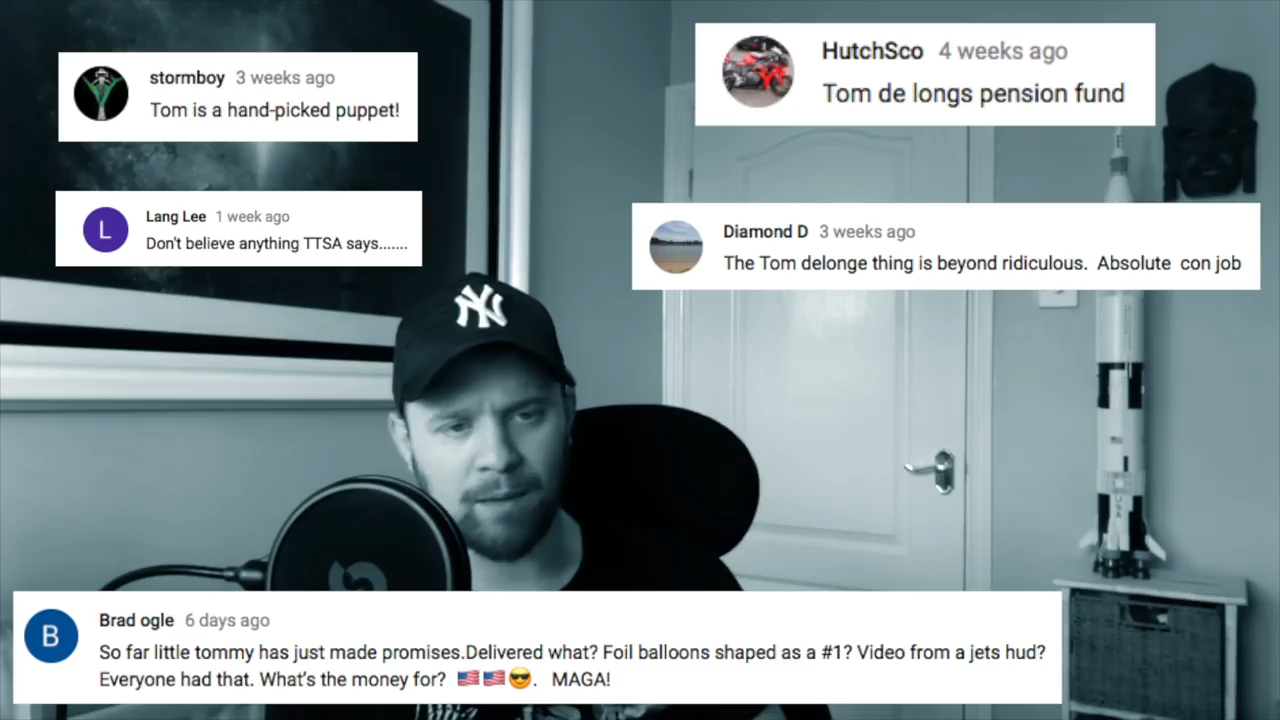 stormboy 3 weeks ago
Tom is a hand-picked puppet!
HutchSco 4 weeks ago
Tom de longs pension fund
L
Lang Lee 1 week ago
Don't believe anything TTSA says.......
Diamond D 3 weeks ago
The Tom delonge thing is beyond ridiculous. Absolute con job
NY
B
Brad ogle 6 days ago
So far little tommy has just made promises.Delivered what? Foil balloons shaped as a #1? Video from a jets hud?
Everyone had that. What's the money for? 🇺🇸🇺🇸😎. MAGA!